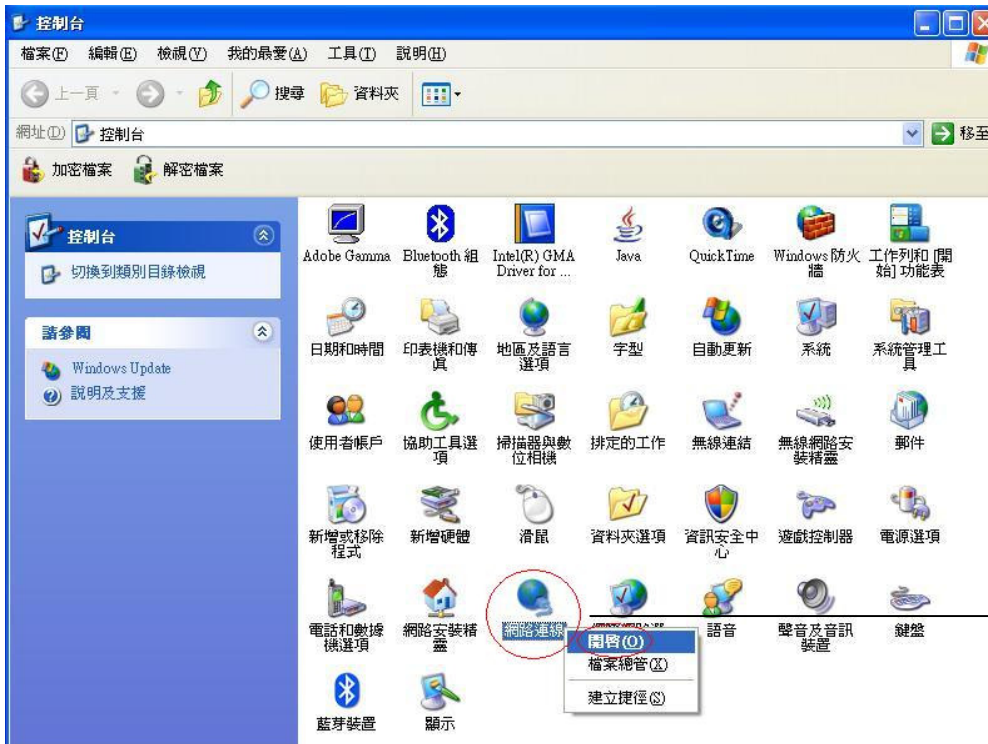 控制台
檔案(F) 編輯(E) 檢視(V) 我的最愛(A) 工具(T) 說明(H)
上一頁 搜尋 資料夾
網址(D) 控制台 移至
加密檔案 解密檔案
控制台
切換到類別目錄檢視
請參閱
Windows Update
說明及支援
Adobe Gamma
Bluetooth 組
態
Intel(R) GMA
Driver for ...
Java
QuickTime
Windows 防火
牆
工作列和 [開
始] 功能表
日期和時間
印表機和傳
真
地區及語言
選項
字型
自動更新
系統
系統管理工
具
使用者帳戶
協助工具選
項
掃描器與數
位相機
排定的工作
無線連結
無線網路安
裝精靈
郵件
新增或移除
程式
新增硬體
滑鼠
資料夾選項
資訊安全中
心
遊戲控制器
電源選項
電話和數據
機選項
網路安裝精
靈
網路連線
語音
聲音及音訊
裝置
鍵盤
開啟(O)
檔案總管(X)
建立捷徑(S)
藍芽裝置
顯示